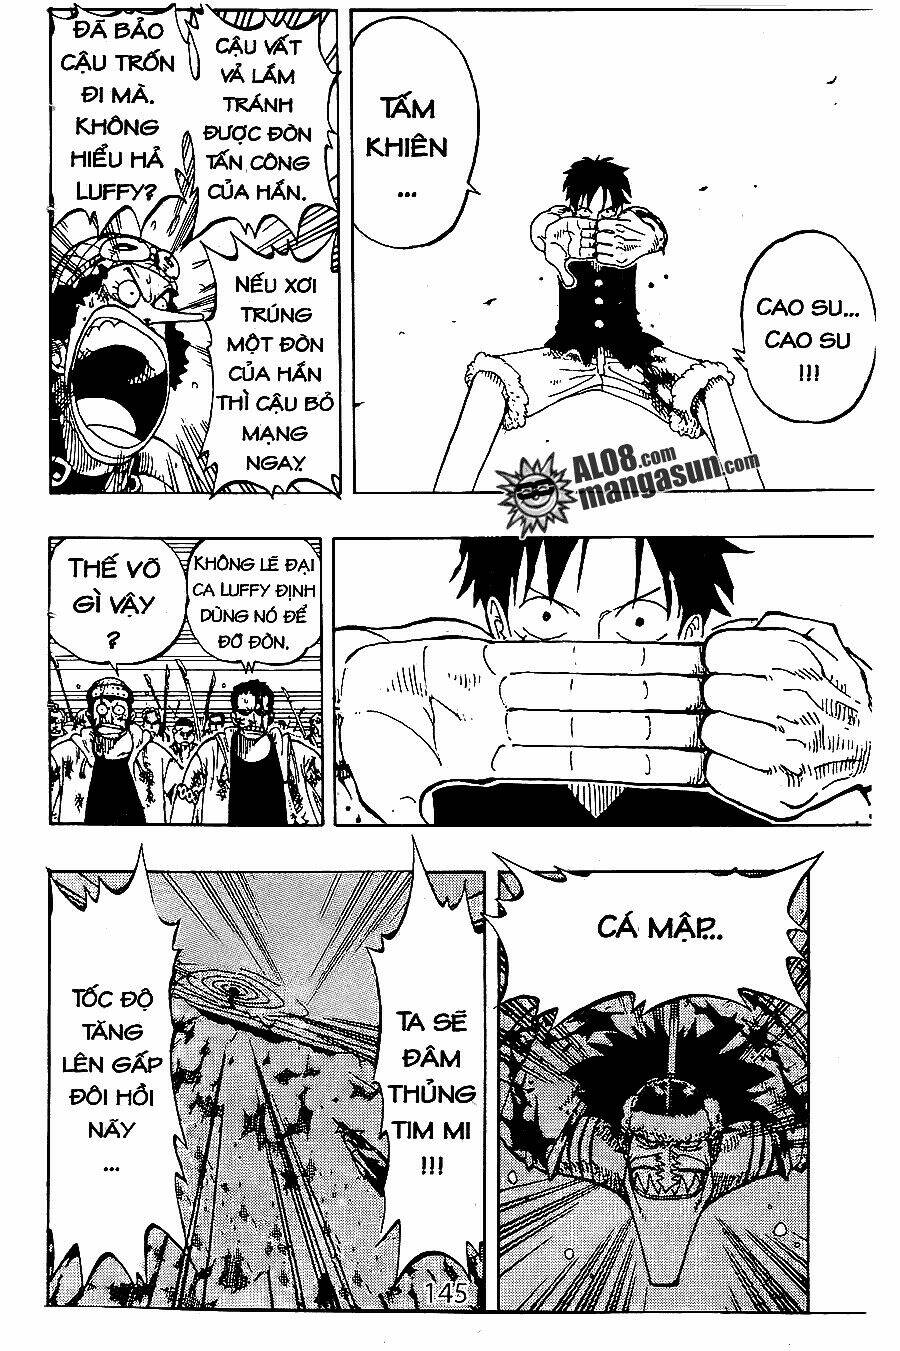 CAO SU...
CAO SU
!!!
TẤM
KHIÊN
...
CẬU VẤT
VẢ LẮM
TRÁNH
ĐƯỢC ĐÒN
TẤN CÔNG
CỦA HẮN.
ĐÃ BẢO
CẬU TRỐN
ĐI MÀ.
KHÔNG
HIỂU HẢ
LUFFY?
NẾU XƠI
TRÚNG
MỘT ĐÒN
CỦA HẮN
THÌ CẬU BỎ
MẠNG
NGAY.
AL08.com
mangasun.com
KHÔNG LẼ ĐẠI
CA LUFFY ĐỊNH
DÙNG NÓ ĐỂ
ĐỠ ĐÒN.
THẾ VÕ
GÌ VẬY
?
CÁ MẬP...
TA SẼ
ĐÂM
THỦNG
TIM MI
!!!
TỐC ĐỘ
TĂNG
LÊN GẤP
ĐÔI HỒI
NÃY
...
145